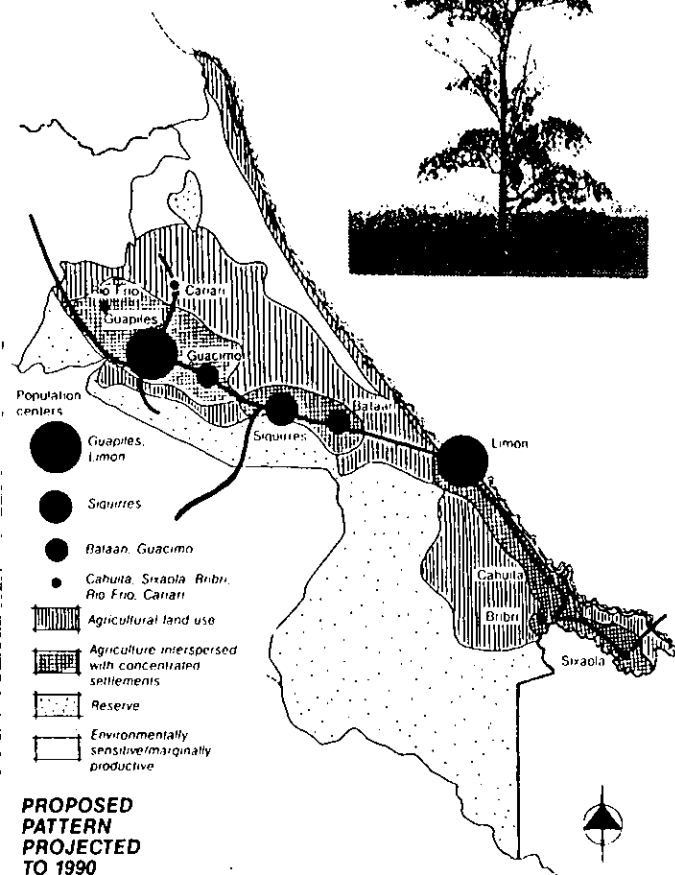 Rio Frio
Cariari
Guapiles
Guacimo
Bataan
Siquirres
Limon
Cahuita
Bribri
Sixaola
Population
centers
Guapiles,
Limon
Siquirres
Bataan, Guacimo
Cahuita, Sixaola, Bribri,
Rio Frio, Cariari
Agricultural land use
Agriculture interspersed
with concentrated
settlements
Reserve
Environmentally
sensitive/marginally
productive
PROPOSED
PATTERN
PROJECTED
TO 1990